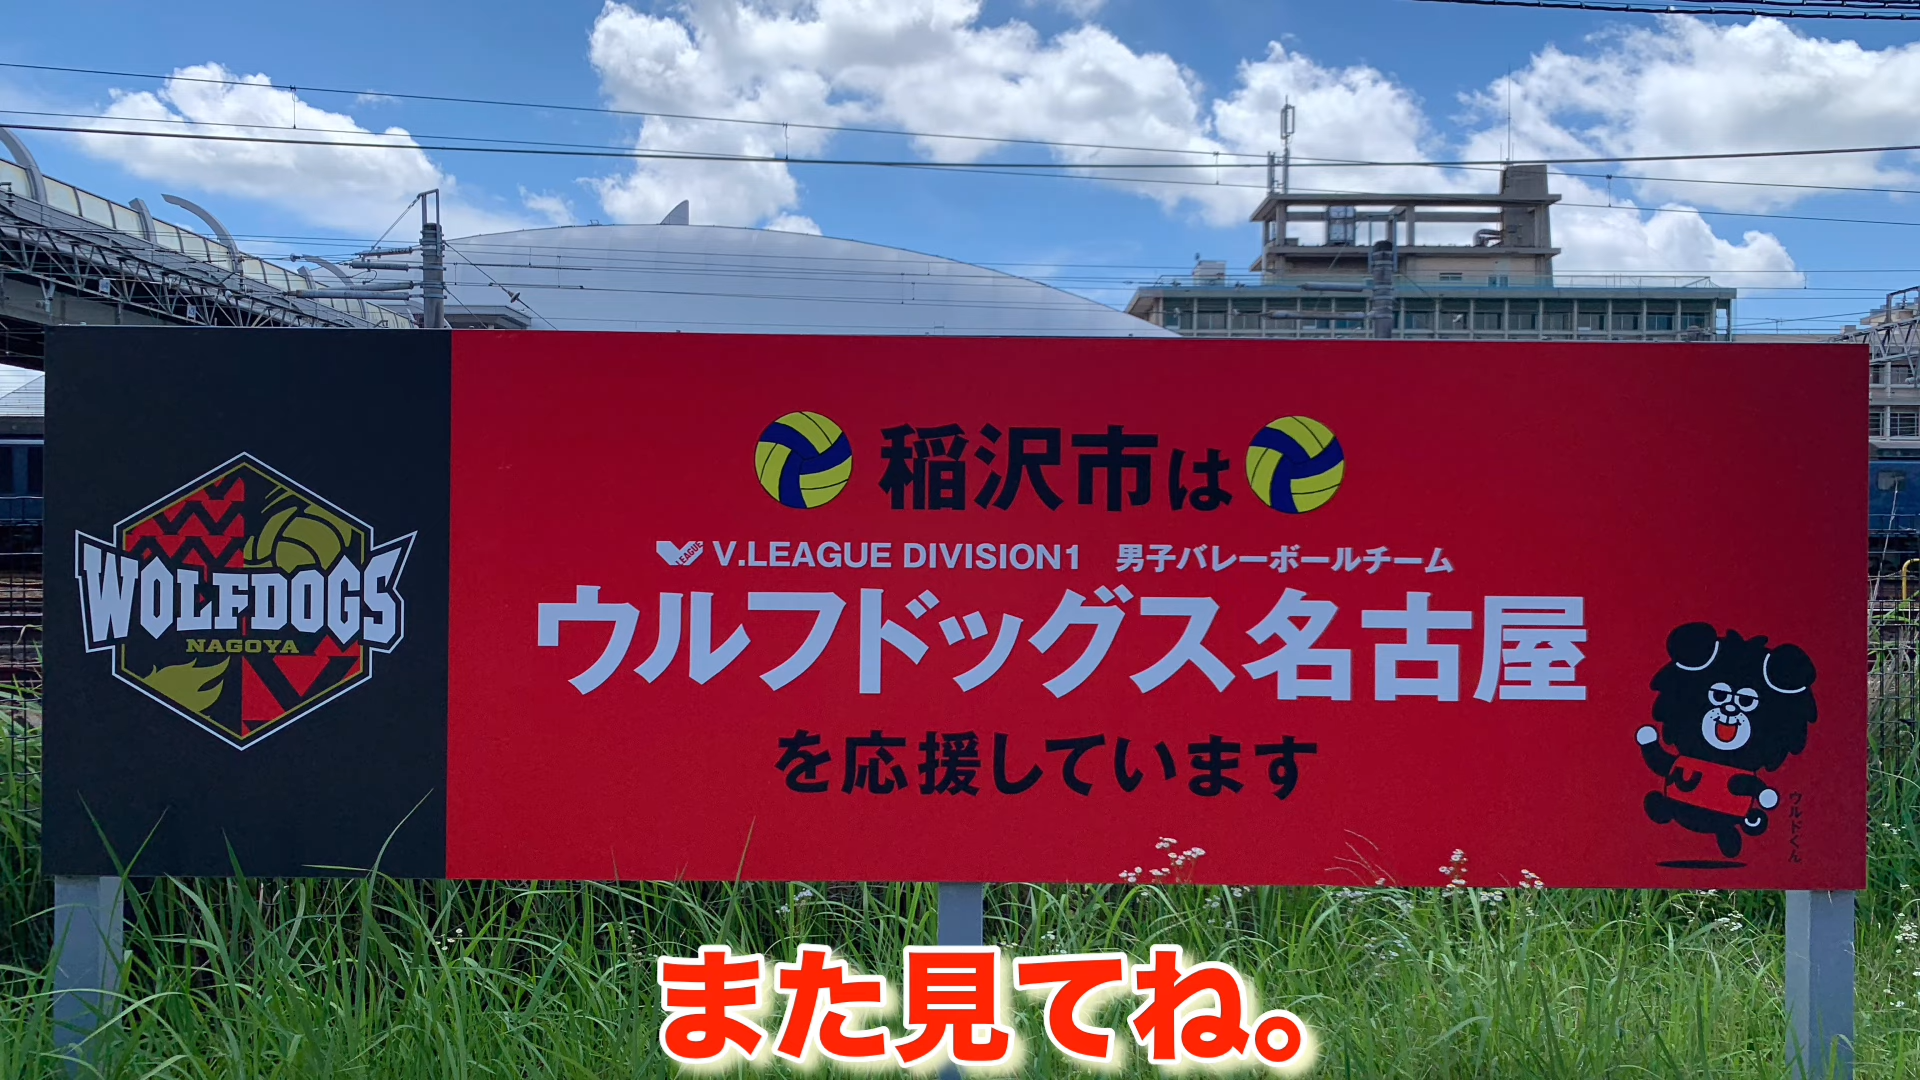 WOLFDOGS
NAGOYA
稲沢市は
V.LEAGUE V.LEAGUE DIVISION1 男子バレーボールチーム
ウルフドッグス名古屋
を応援しています
ウルドくん
また見てね。